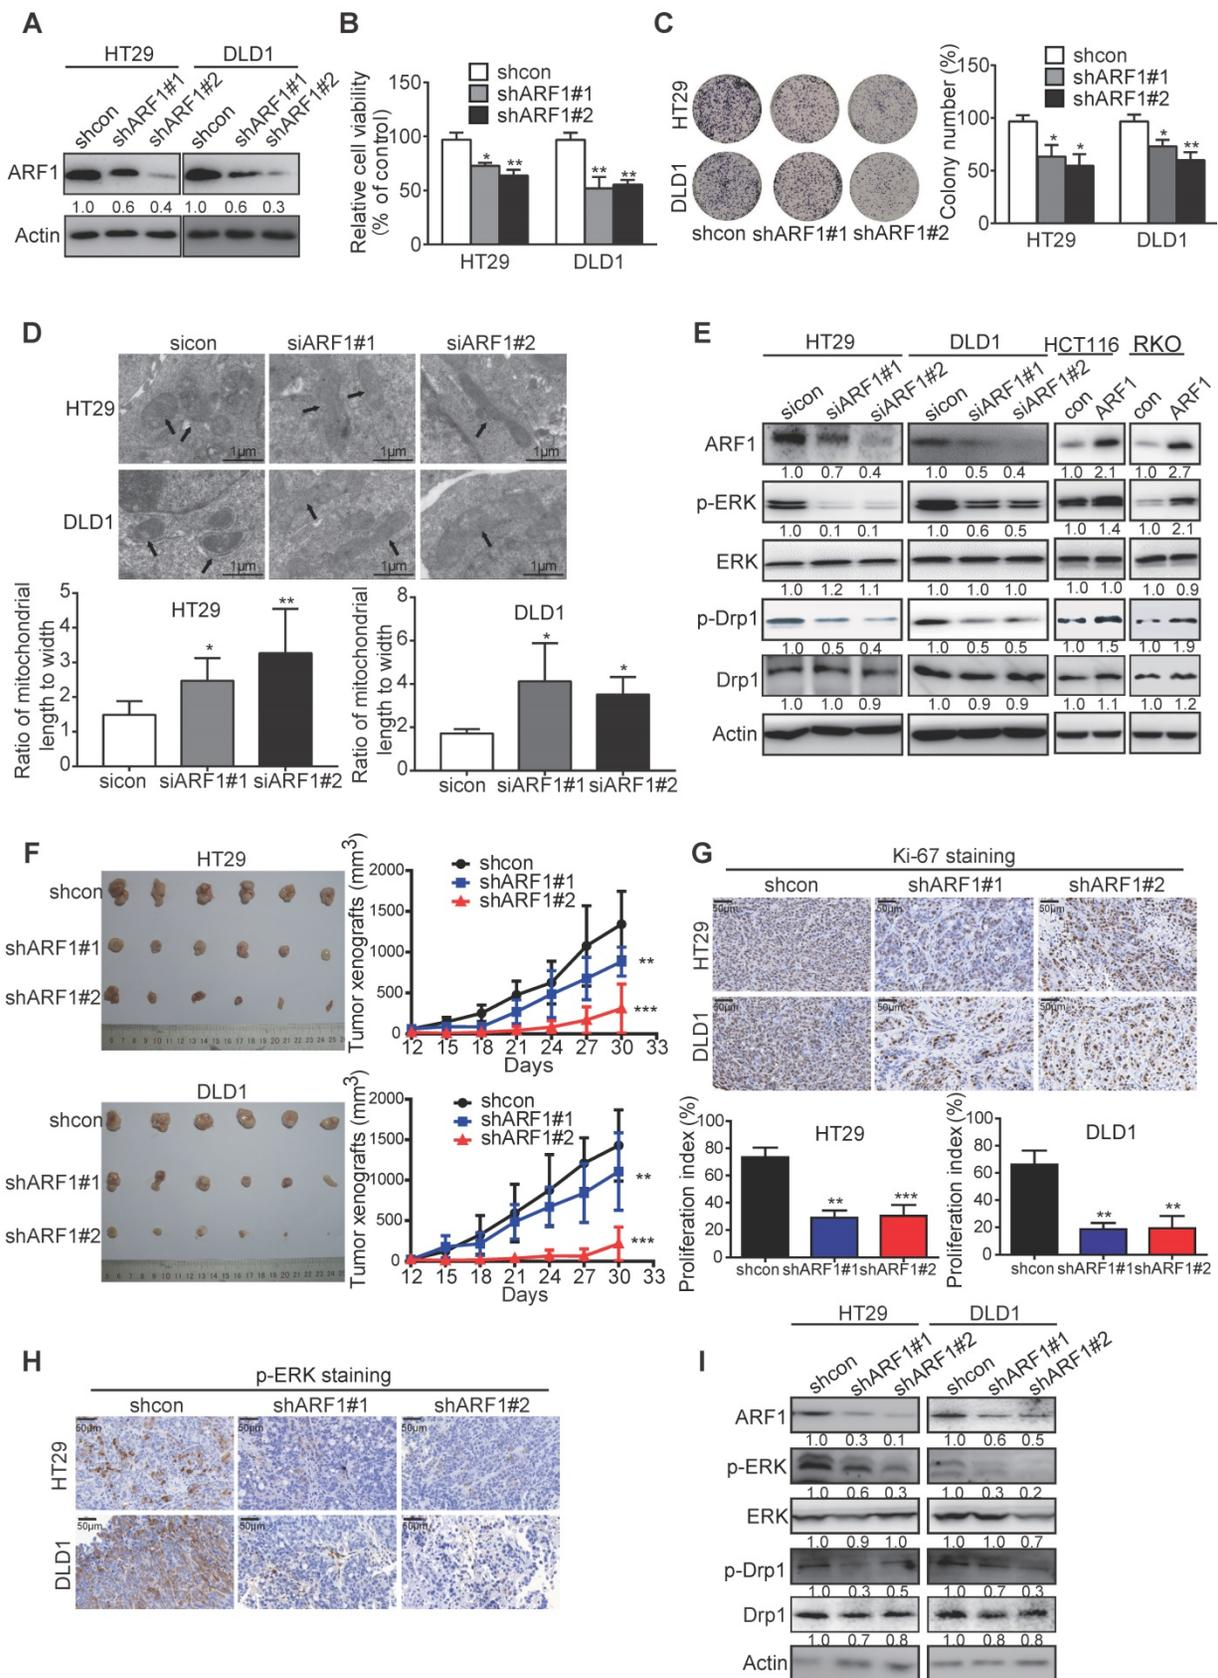 A
HT29 DLD1
shcon shARF1#1 shARF1#2 shcon shARF1#1 shARF1#2
ARF1
1.0 0.6 0.4 1.0 0.6 0.3
Actin
B
Relative cell viability
(% of control)
150
100
50
0
shcon
shARF1#1
shARF1#2
* ** ** **
HT29 DLD1
C
HT29
DLD1
shcon shARF1#1 shARF1#2
Colony number (%)
150
100
50
0
shcon
shARF1#1
shARF1#2
* * * **
HT29 DLD1
D
sicon siARF1#1 siARF1#2
HT29
1μm 1μm 1μm
DLD1
1μm 1μm 1μm
Ratio of mitochondrial
length to width
5
4
3
2
1
0
HT29
* **
sicon siARF1#1 siARF1#2
Ratio of mitochondrial
length to width
8
6
4
2
0
DLD1
* *
sicon siARF1#1 siARF1#2
E
HT29 DLD1 HCT116 RKO
sicon siARF1#1 siARF1#2 sicon siARF1#1 siARF1#2 con ARF1 con ARF1
ARF1
1.0 0.7 0.4 1.0 0.5 0.4 1.0 2.1 1.0 2.7
p-ERK
1.0 0.1 0.1 1.0 0.6 0.5 1.0 1.4 1.0 2.1
ERK
1.0 1.2 1.1 1.0 1.0 1.0 1.0 1.0 1.0 0.9
p-Drp1
1.0 0.5 0.4 1.0 0.5 0.5 1.0 1.5 1.0 1.9
Drp1
1.0 1.0 0.9 1.0 0.9 0.9 1.0 1.1 1.0 1.2
Actin
F
HT29
shcon
shARF1#1
shARF1#2
Tumor xenografts (mm3)
2000
1500
1000
500
0
shcon
shARF1#1
shARF1#2
**
***
12 15 18 21 24 27 30 33
Days
DLD1
shcon
shARF1#1
shARF1#2
Tumor xenografts (mm3)
2000
1500
1000
500
0
shcon
shARF1#1
shARF1#2
**
***
12 15 18 21 24 27 30 33
Days
G
Ki-67 staining
shcon shARF1#1 shARF1#2
HT29
50μm 50μm 50μm
DLD1
50μm 50μm 50μm
Proliferation index (%)
100
80
60
40
20
0
HT29
** ***
shcon shARF1#1 shARF1#2
Proliferation index (%)
100
80
60
40
20
0
DLD1
** **
shcon shARF1#1 shARF1#2
H
p-ERK staining
shcon shARF1#1 shARF1#2
HT29
50μm 50μm 50μm
DLD1
50μm 50μm 50μm
I
HT29 DLD1
shcon shARF1#1 shARF1#2 shcon shARF1#1 shARF1#2
ARF1
1.0 0.3 0.1 1.0 0.6 0.5
p-ERK
1.0 0.6 0.3 1.0 0.3 0.2
ERK
1.0 0.9 1.0 1.0 1.0 0.7
p-Drp1
1.0 0.3 0.5 1.0 0.7 0.3
Drp1
1.0 0.7 0.8 1.0 0.8 0.8
Actin